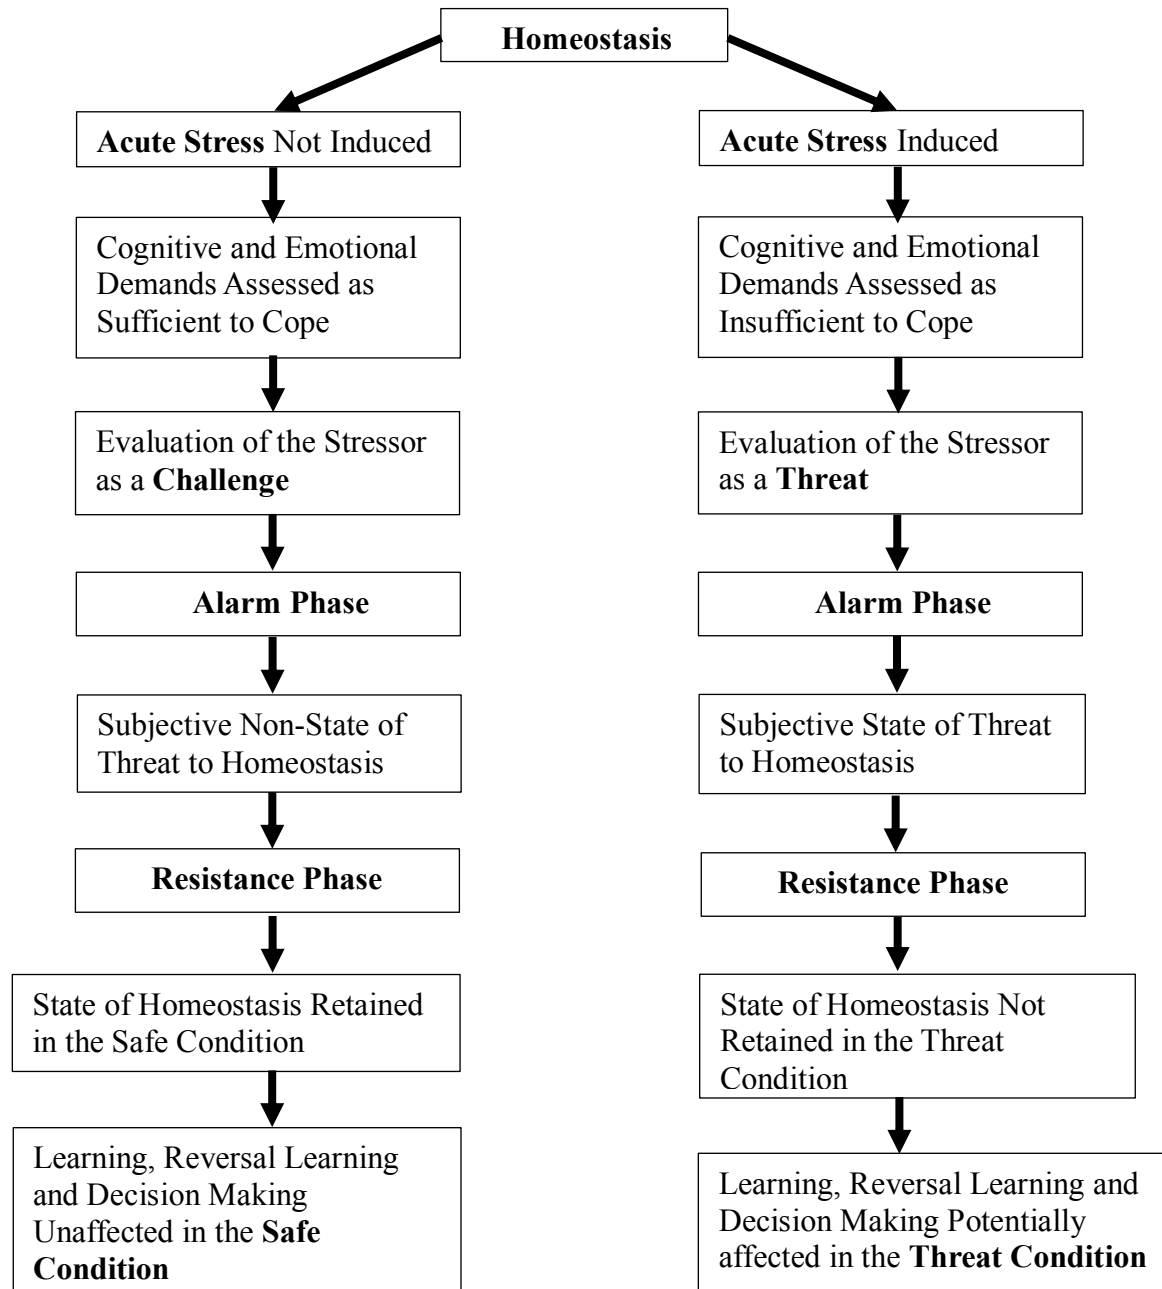 Homeostasis
Acute Stress Not Induced
Cognitive and Emotional
Demands Assessed as
Sufficient to Cope
Evaluation of the Stressor
as a Challenge
Alarm Phase
Subjective Non-State of
Threat to Homeostasis
Resistance Phase
State of Homeostasis Retained
in the Safe Condition
Learning, Reversal Learning
and Decision Making
Unaffected in the Safe
Condition
Acute Stress Induced
Cognitive and Emotional
Demands Assessed as
Insufficient to Cope
Evaluation of the Stressor
as a Threat
Alarm Phase
Subjective State of Threat
to Homeostasis
Resistance Phase
State of Homeostasis Not
Retained in the Threat
Condition
Learning, Reversal Learning and
Decision Making Potentially
affected in the Threat Condition